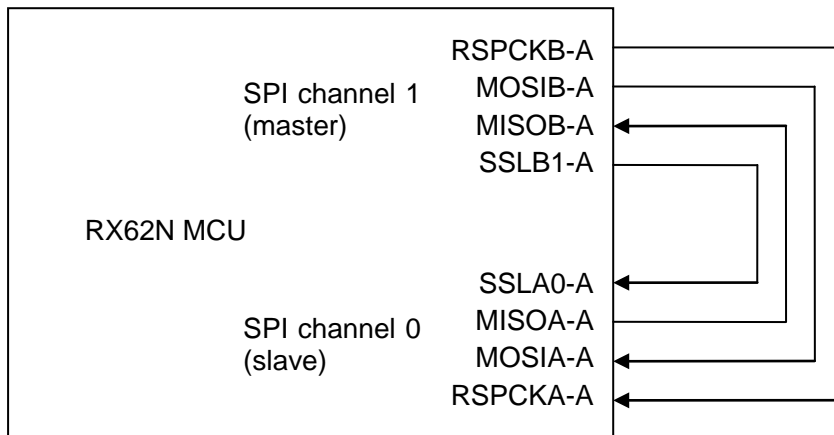 RSPCKB-A
SPI channel 1
(master)
MOSIB-A
MISOB-A
SSLB1-A
RX62N MCU
SPI channel 0
(slave)
SSLA0-A
MISOA-A
MOSIA-A
RSPCKA-A